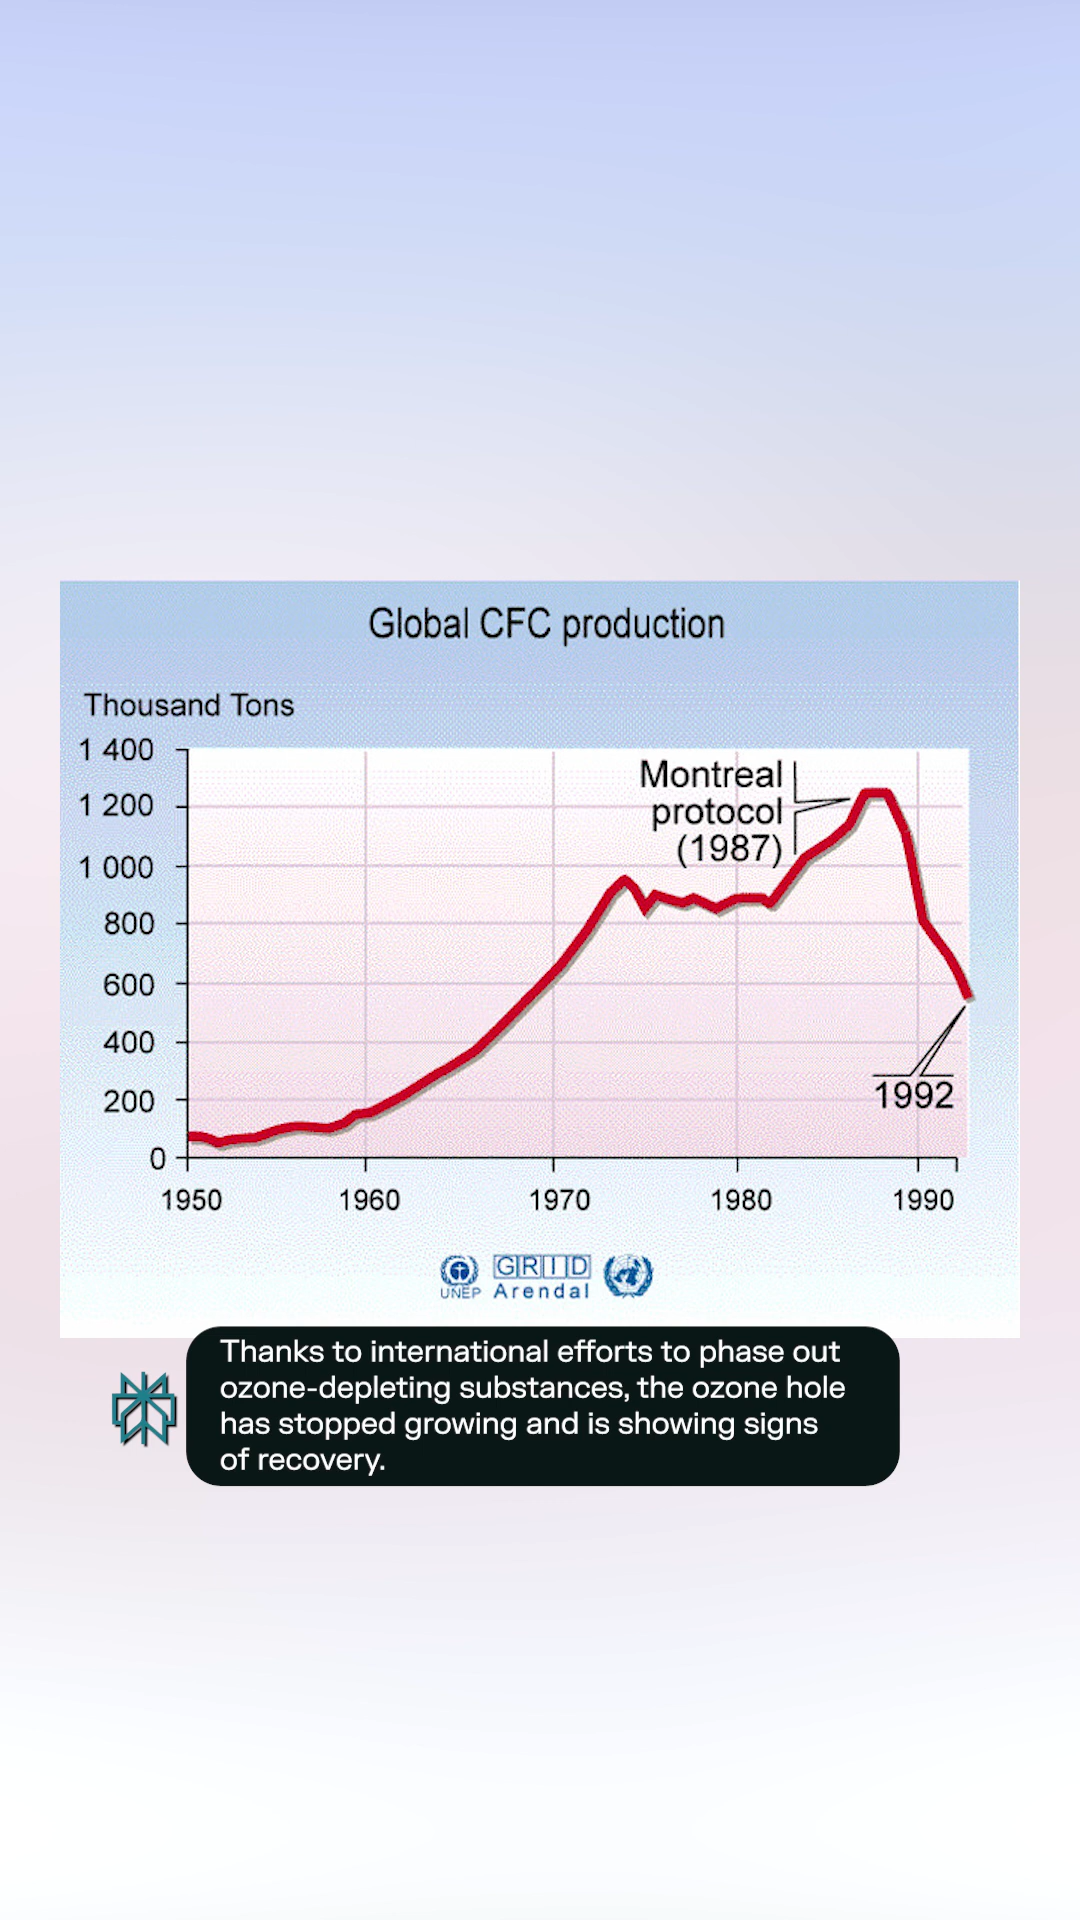 Global CFC production
Thousand Tons
1 400
1 200
1 000
800
600
400
200
0
Montreal
protocol
(1987)
1992
1950 1960 1970 1980 1990
UNEP GRID Arendal
Thanks to international efforts to phase out
ozone-depleting substances, the ozone hole
has stopped growing and is showing signs
of recovery.